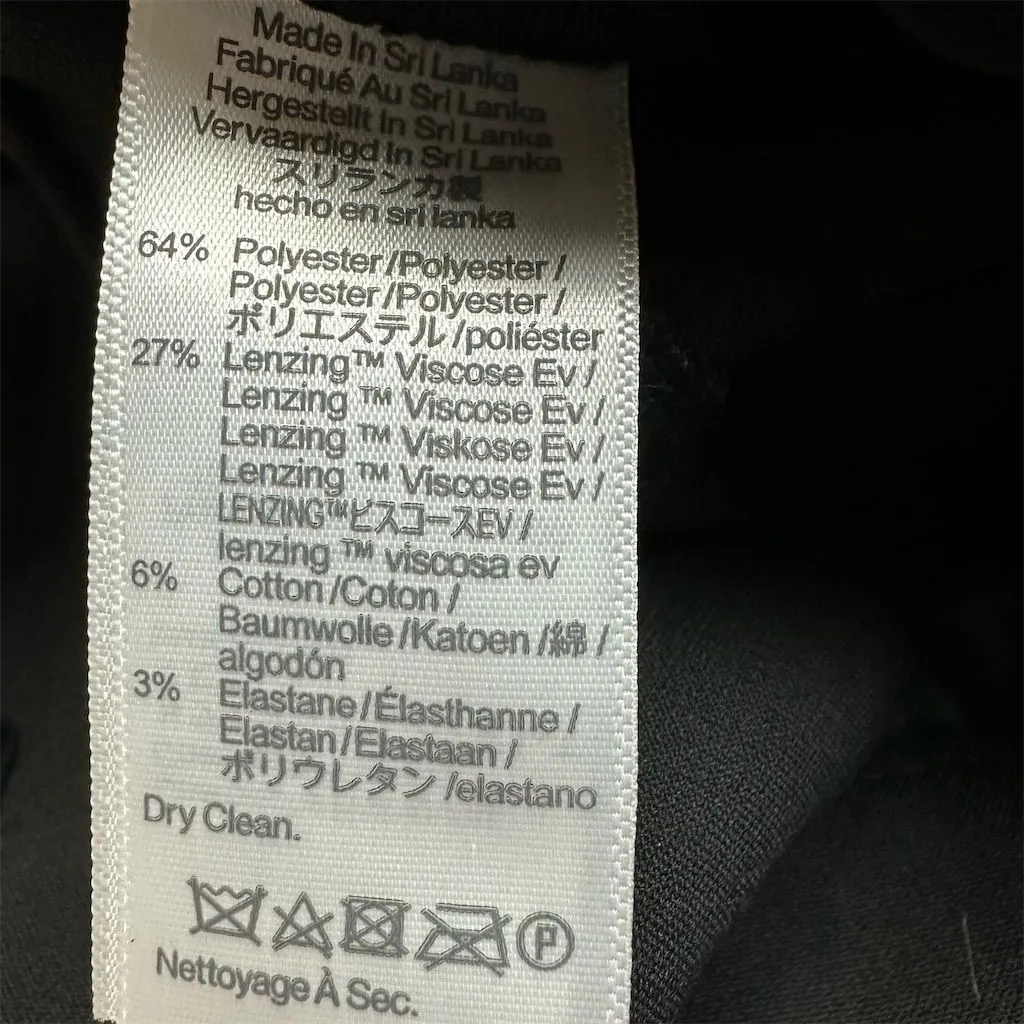 Made In Sri Lanka
Fabriqué Au Sri Lanka
Hergestellt In Sri Lanka
Vervaardigd In Sri Lanka
スリランカ製
hecho en sri lanka
64% Polyester /Polyester /
Polyester /Polyester /
ポリエステル /poliéster
27% Lenzing™ Viscose Ev /
Lenzing ™ Viscose Ev /
Lenzing ™ Viskose Ev /
Lenzing ™ Viscose Ev /
LENZING™ビスコースEV /
lenzing ™ viscosa ev
6% Cotton /Coton /
Baumwolle /Katoen /綿 /
algodón
3% Elastane /Élasthanne /
Elastan /Elastaan /
ポリウレタン /elastano
Dry Clean.
P
Nettoyage À Sec.